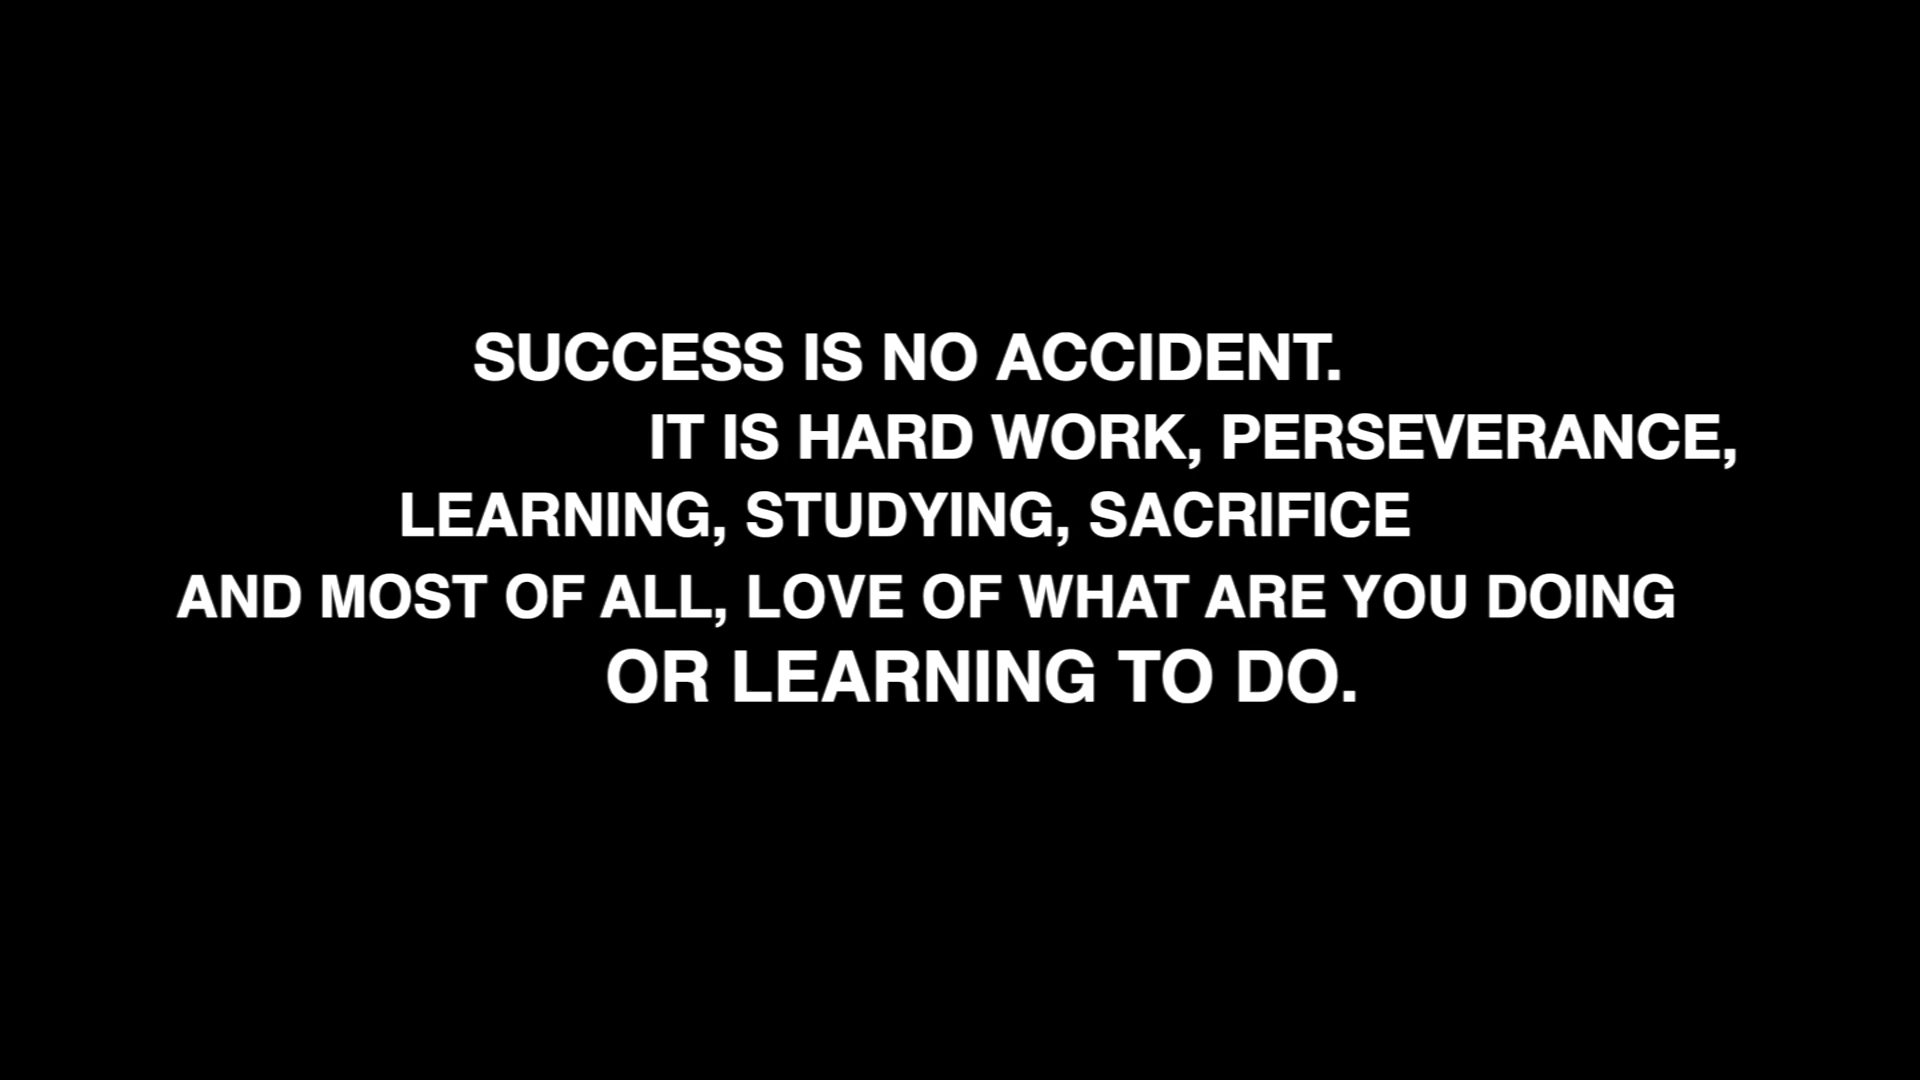 SUCCESS IS NO ACCIDENT.
IT IS HARD WORK, PERSEVERANCE,
LEARNING, STUDYING, SACRIFICE
AND MOST OF ALL, LOVE OF WHAT ARE YOU DOING
OR LEARNING TO DO.